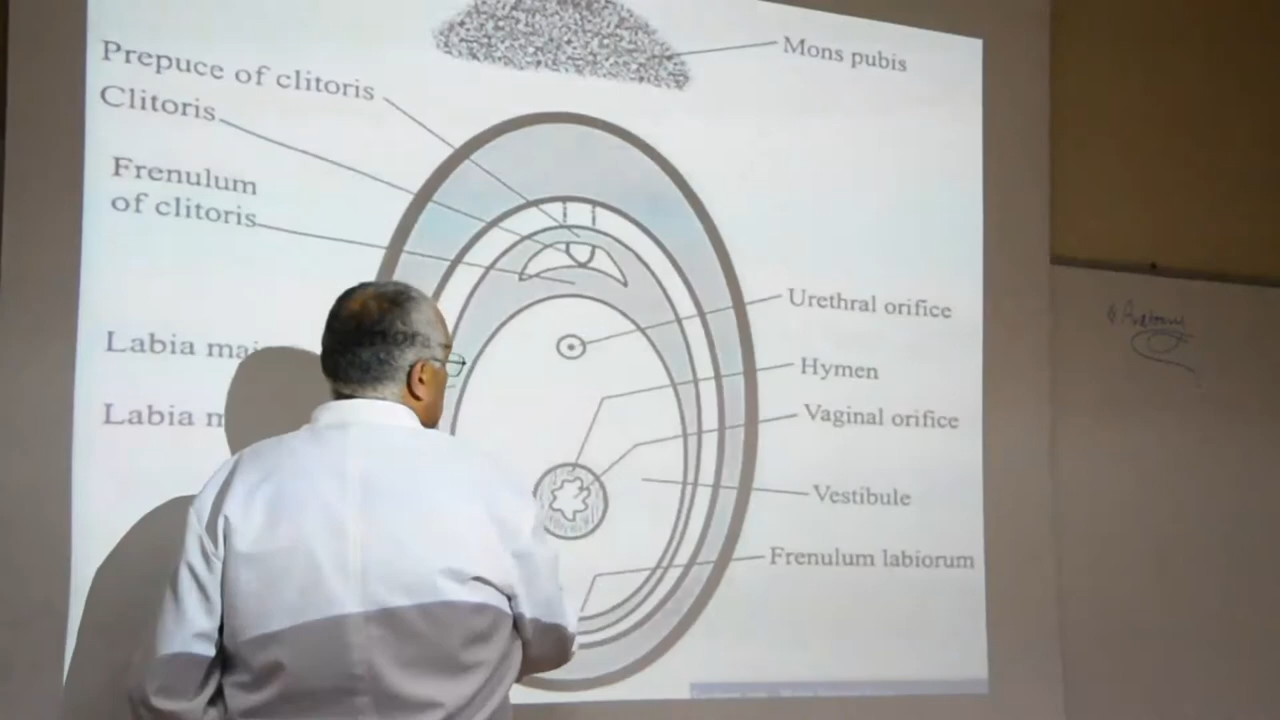 Mons pubis
Prepuce of clitoris
Clitoris
Frenulum
of clitoris
Labia
Labia
Urethral orifice
Hymen
Vaginal orifice
Vestibule
Frenulum labiorum
Anatomy